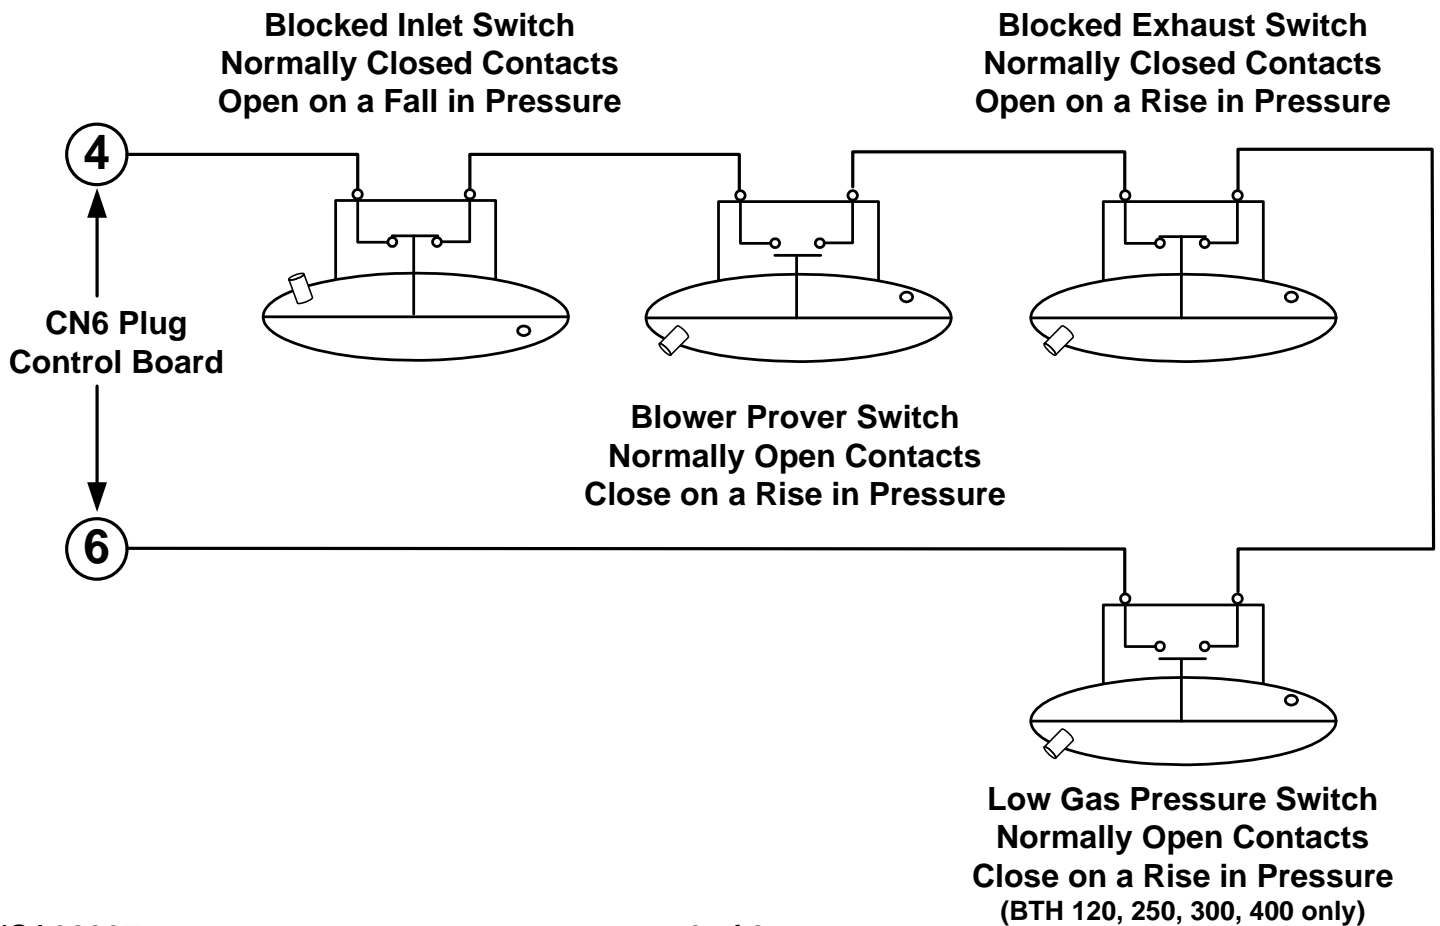 Blocked Inlet Switch
Normally Closed Contacts
Open on a Fall in Pressure
Blocked Exhaust Switch
Normally Closed Contacts
Open on a Rise in Pressure
4
CN6 Plug
Control Board
6
Blower Prover Switch
Normally Open Contacts
Close on a Rise in Pressure
Low Gas Pressure Switch
Normally Open Contacts
Close on a Rise in Pressure
(BTH 120, 250, 300, 400 only)